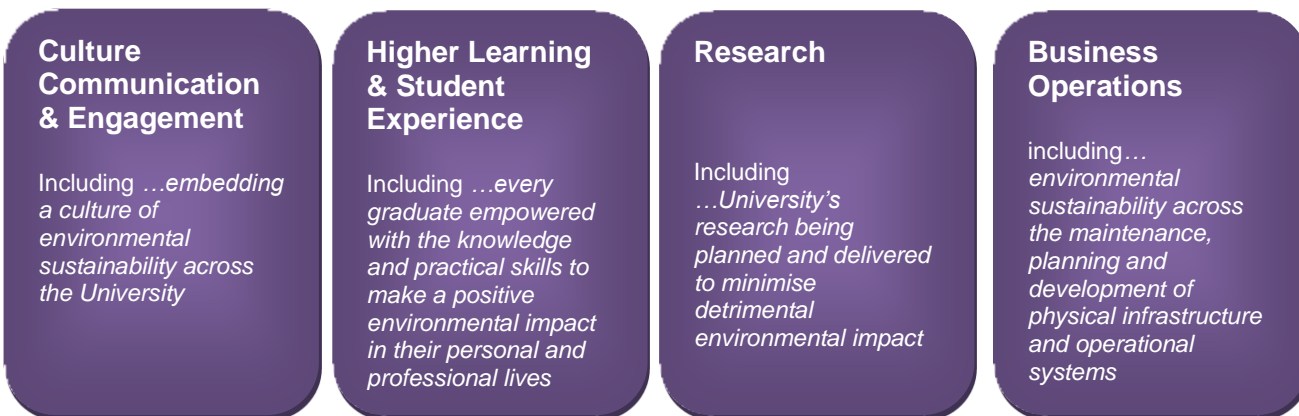 Culture
Communication
& Engagement
Including …embedding
a culture of
environmental
sustainability across
the University
Higher Learning
& Student
Experience
Including …every
graduate empowered
with the knowledge
and practical skills to
make a positive
environmental impact
in their personal and
professional lives
Research
Including
…University’s
research being
planned and delivered
to minimise
detrimental
environmental impact
Business
Operations
including…
environmental
sustainability across
the maintenance,
planning and
development of
physical infrastructure
and operational
systems